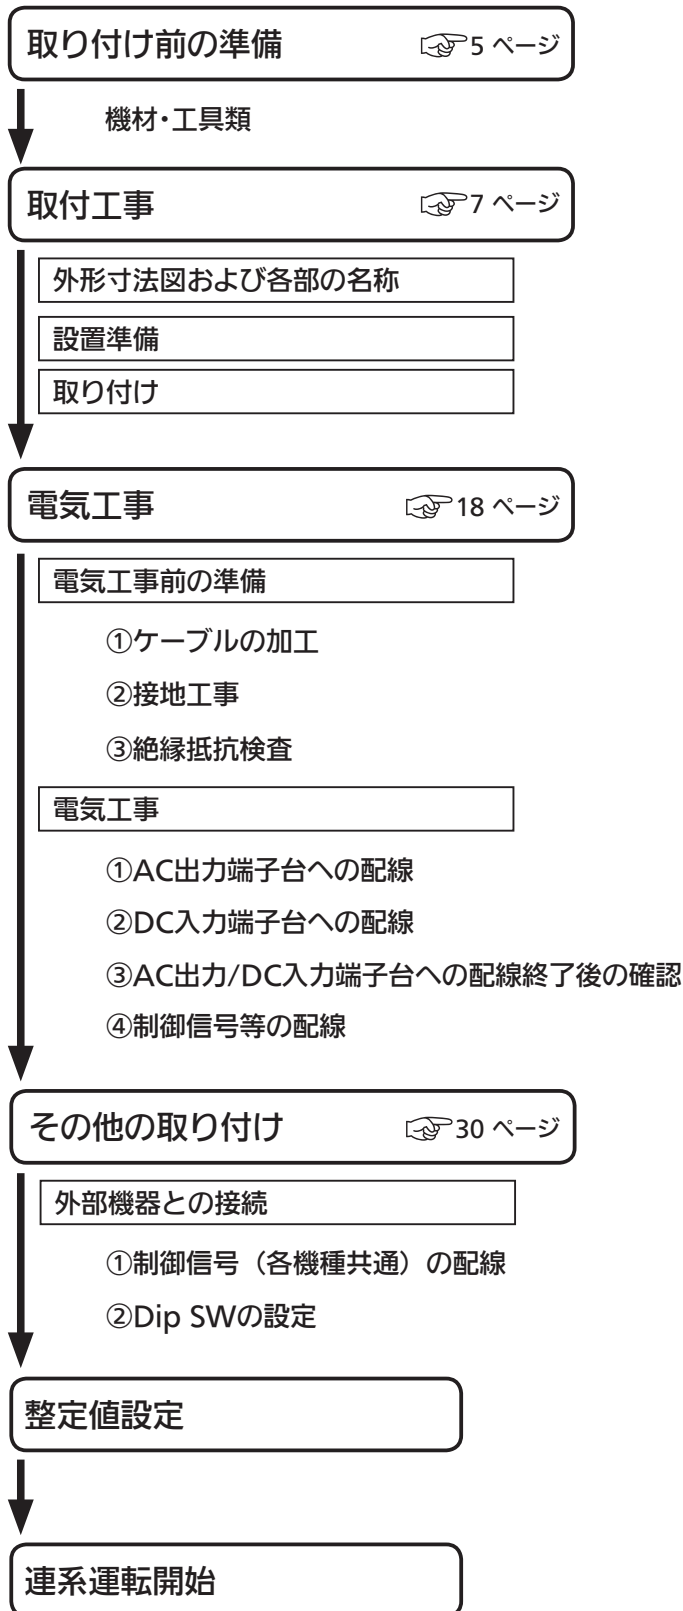 取り付け前の準備 ☞5 ページ
機材・工具類
取付工事 ☞7 ページ
外形寸法図および各部の名称
設置準備
取り付け
電気工事 ☞18 ページ
電気工事前の準備
①ケーブルの加工
②接地工事
③絶縁抵抗検査
電気工事
①AC出力端子台への配線
②DC入力端子台への配線
③AC出力/DC入力端子台への配線終了後の確認
④制御信号等の配線
その他の取り付け ☞30 ページ
外部機器との接続
①制御信号（各機種共通）の配線
②Dip SWの設定
整定値設定
連系運転開始